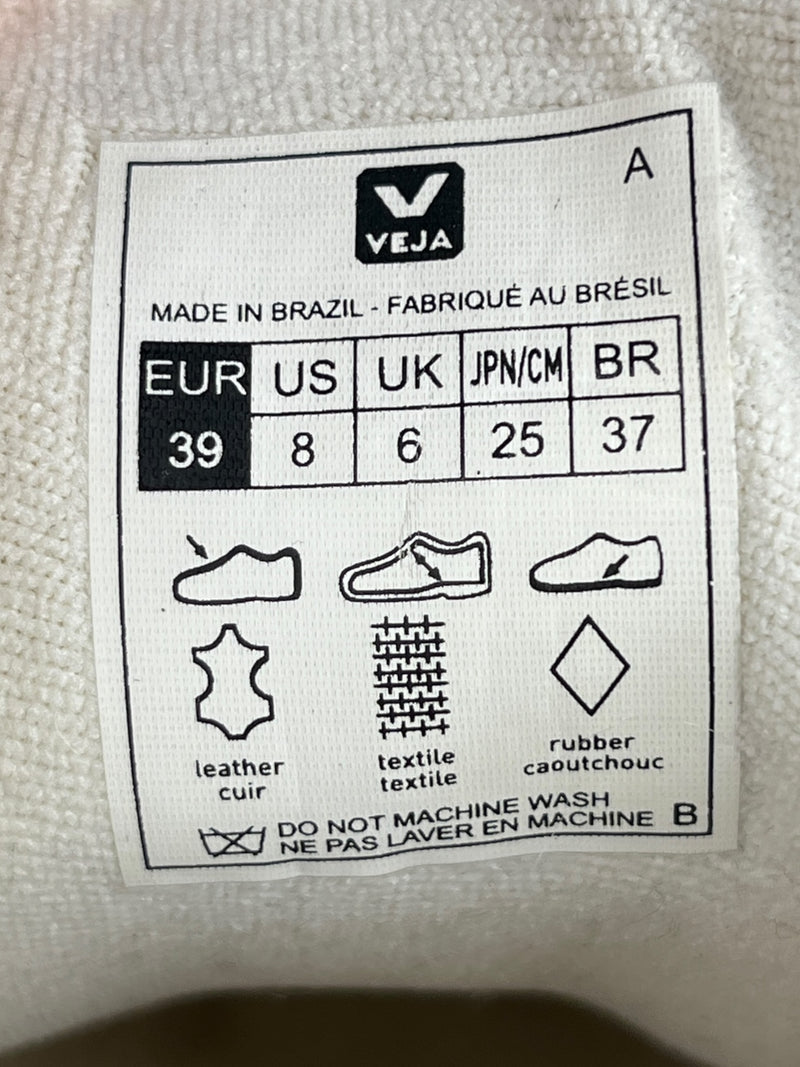 A
VEJA
MADE IN BRAZIL - FABRIQUÉ AU BRÉSIL
EUR US UK JPN/CM BR
39 8 6 25 37
leather textile rubber
cuir textile caoutchouc
DO NOT MACHINE WASH
NE PAS LAVER EN MACHINE B